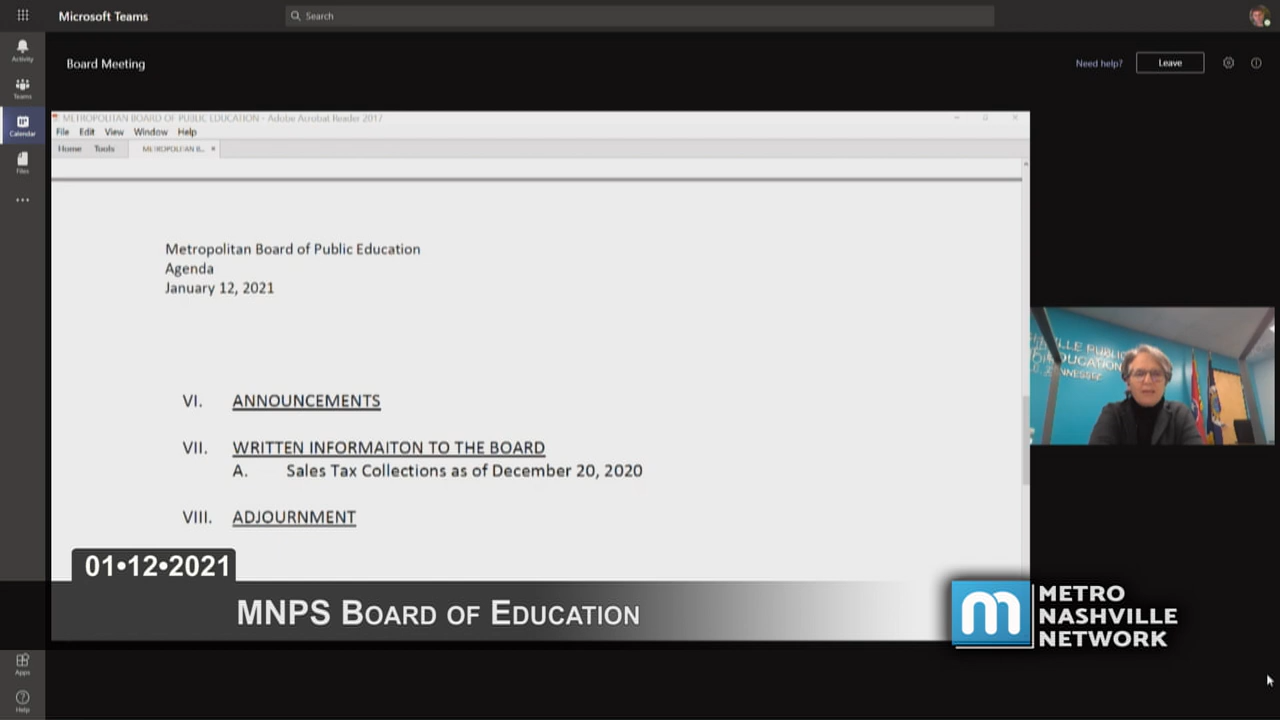 Microsoft Teams
Search
Activity
Board Meeting
Need help?
Leave
Teams
METROPOLITAN BOARD OF PUBLIC EDUCATION - Adobe Acrobat Reader 2017
File Edit View Window Help
Calendar
Home Tools METROPOLITAN B...
Files
Metropolitan Board of Public Education
Agenda
January 12, 2021
VI. ANNOUNCEMENTS
VII. WRITTEN INFORMAITON TO THE BOARD
A. Sales Tax Collections as of December 20, 2020
VIII. ADJOURNMENT
PUBLIC
EDUCATION
01•12•2021
MNPS BOARD OF EDUCATION
m
METRO
NASHVILLE
NETWORK
Apps
Help